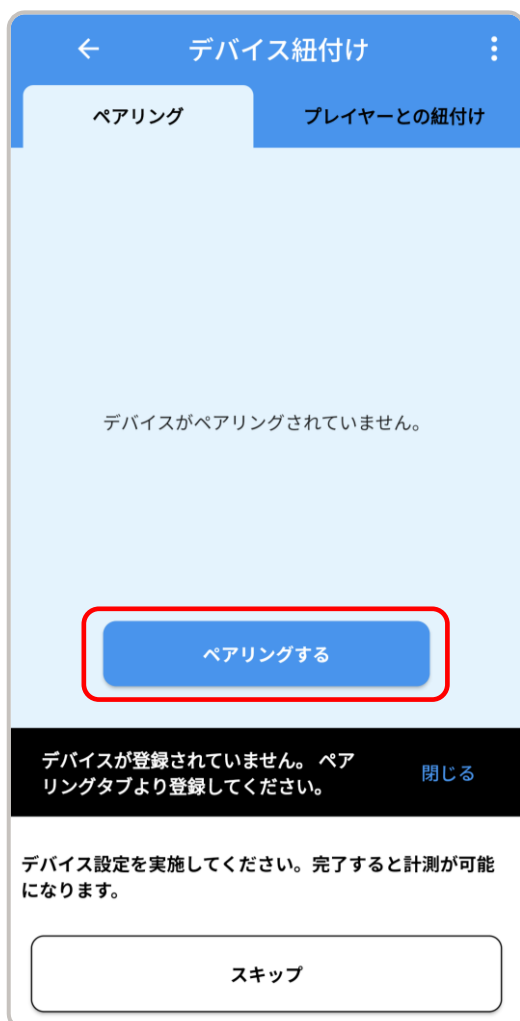 デバイス紐付け
ペアリング
プレイヤーとの紐付け
デバイスがペアリングされていません。
ペアリングする
デバイスが登録されていません。 ペア
リングタブより登録してください。
閉じる
デバイス設定を実施してください。完了すると計測が可能
になります。
スキップ